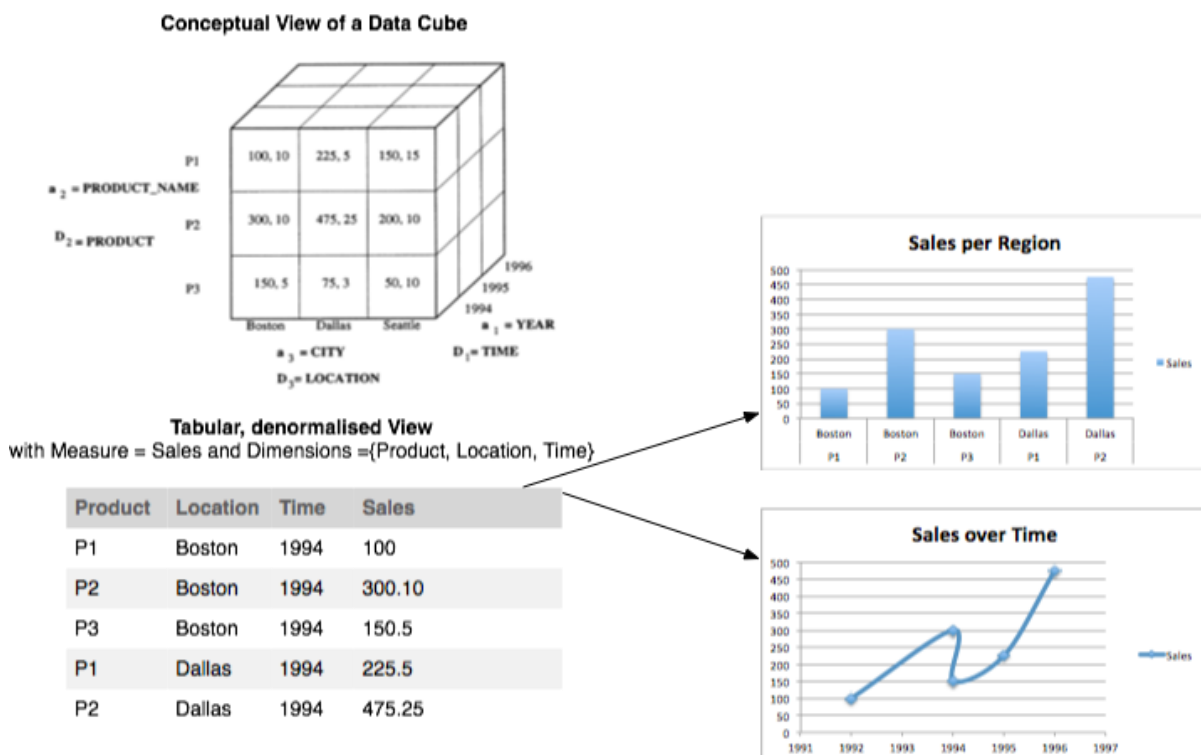 Conceptual View of a Data Cube
P1 100, 10 225, 5 150, 15
a 2 = PRODUCT_NAME
P2 300, 10 475, 25 200, 10
D2 = PRODUCT
P3 150, 5 75, 3 50, 10
1996
1995
1994
Boston Dallas Seattle
a 1 = YEAR
a 3 = CITY
D1= TIME
D3= LOCATION
Tabular, denormalised View
with Measure = Sales and Dimensions ={Product, Location, Time}
Product Location Time Sales
P1 Boston 1994 100
P2 Boston 1994 300.10
P3 Boston 1994 150.5
P1 Dallas 1994 225.5
P2 Dallas 1994 475.25
Sales per Region
500
450
400
350
300
250
200
150
100
50
0
Boston Boston Boston Dallas Dallas
P1 P2 P3 P1 P2
Sales
Sales over Time
500
450
400
350
300
250
200
150
100
50
0
1991 1992 1993 1994 1995 1996 1997
Sales